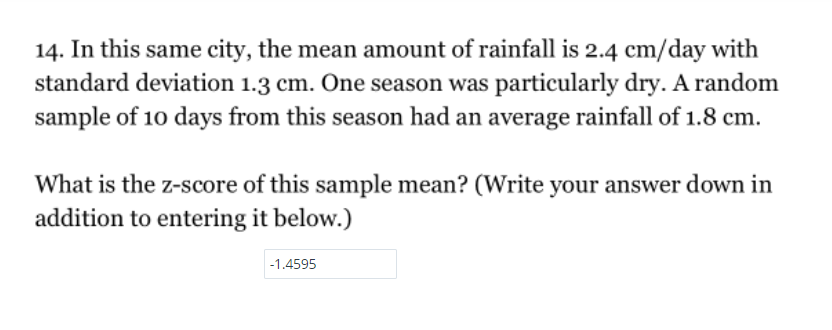 14. In this same city, the mean amount of rainfall is 2.4 cm/day with
standard deviation 1.3 cm. One season was particularly dry. A random
sample of 10 days from this season had an average rainfall of 1.8 cm.
What is the z-score of this sample mean? (Write your answer down in
addition to entering it below.)
-1.4595